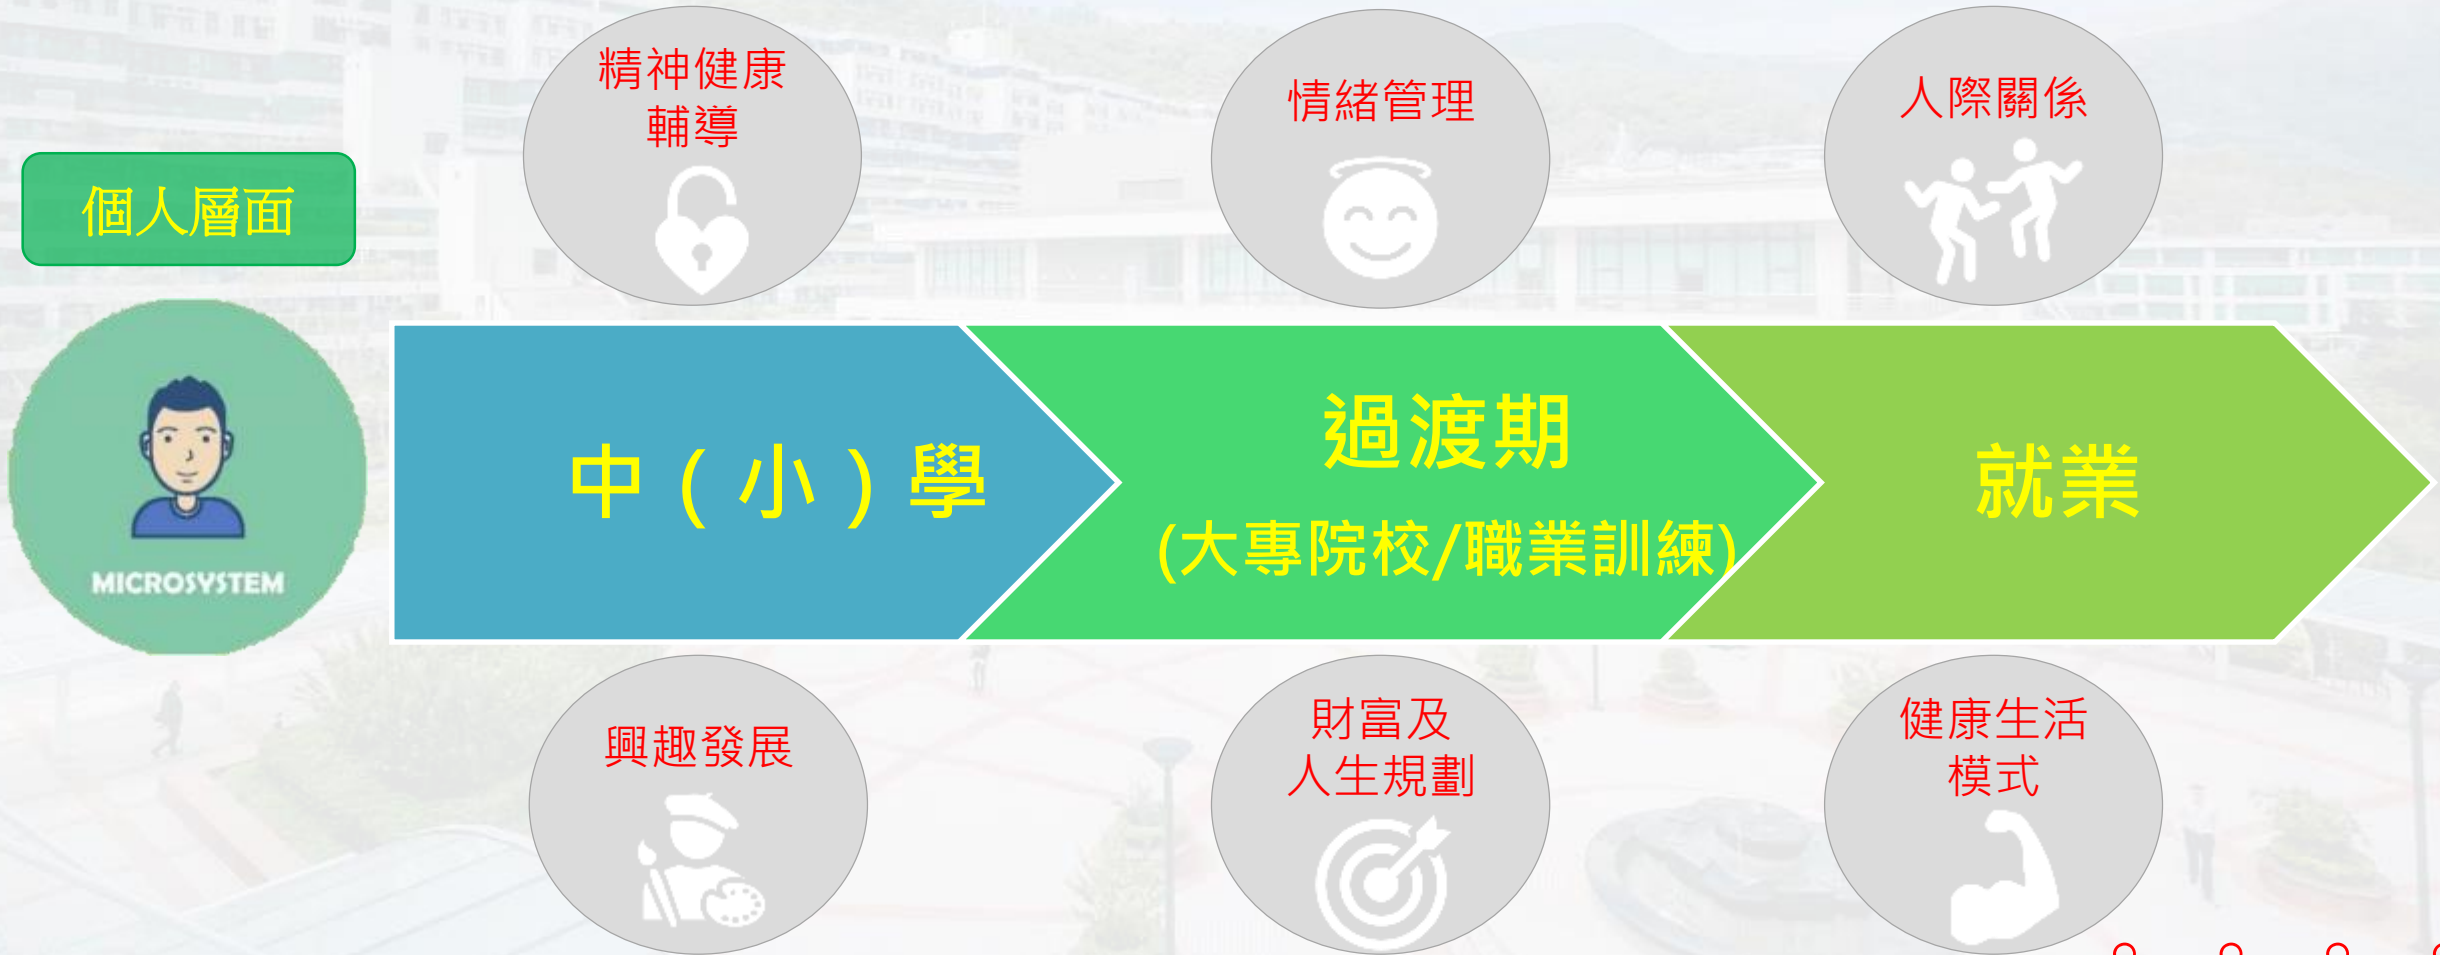 精神健康
輔導
情緒管理
人際關係
個人層面
MICROSYSTEM
中(小)學
過渡期
(大專院校/職業訓練)
就業
興趣發展
財富及
人生規劃
健康生活
模式